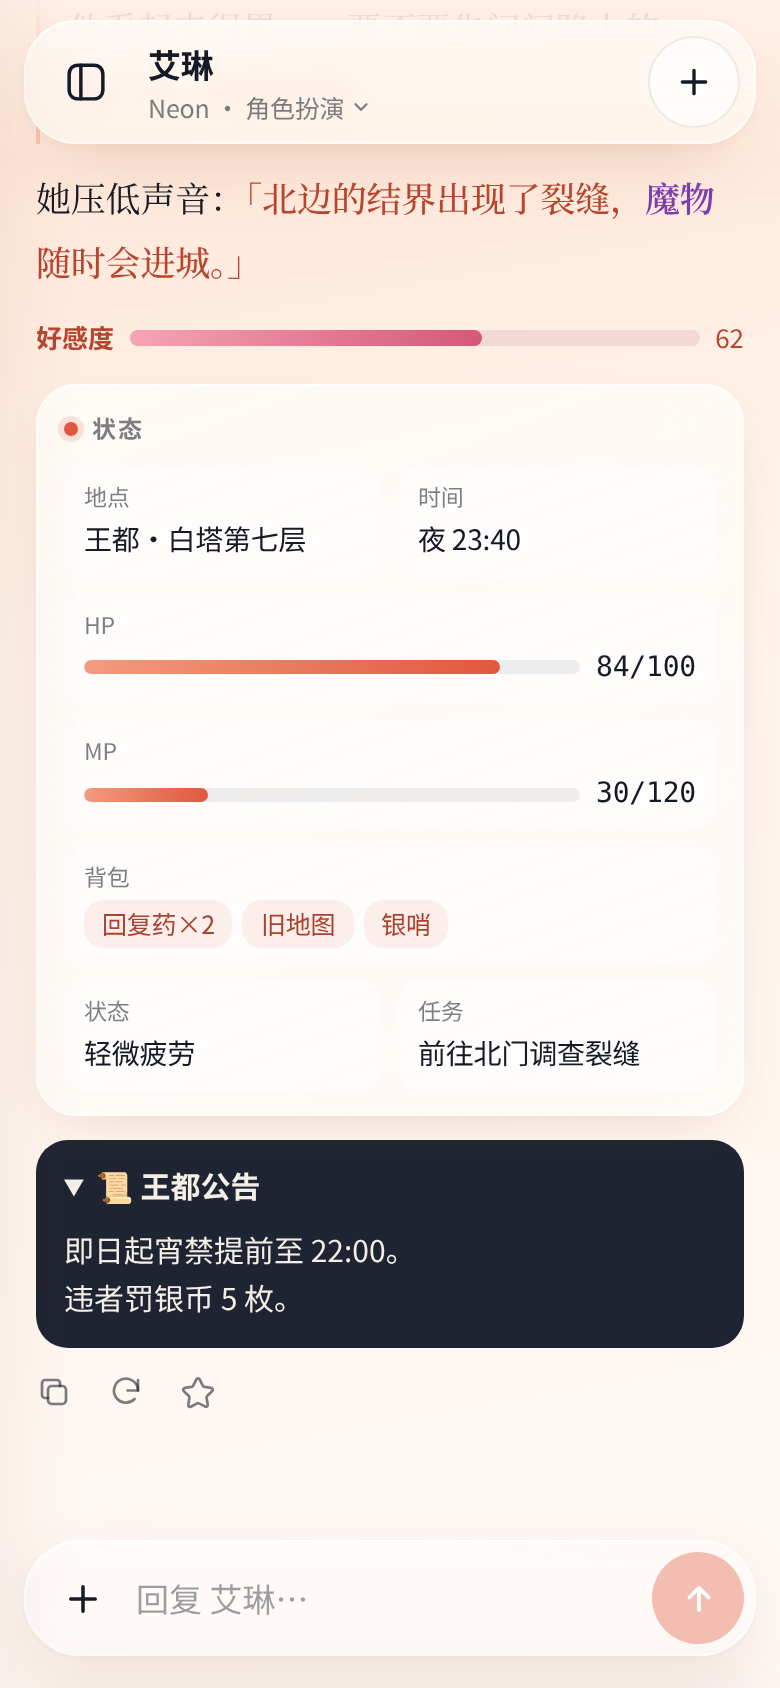 艾琳
Neon • 角色扮演
她压低声音：「北边的结界出现了裂缝，魔物
随时会进城。」
好感度 62
状态
地点
王都・白塔第七层
时间
夜 23:40
HP
84/100
MP
30/120
背包
回复药×2 旧地图 银哨
状态
轻微疲劳
任务
前往北门调查裂缝
▼ 📜 王都公告
即日起宵禁提前至 22:00。
违者罚银币 5 枚。
回复 艾琳…